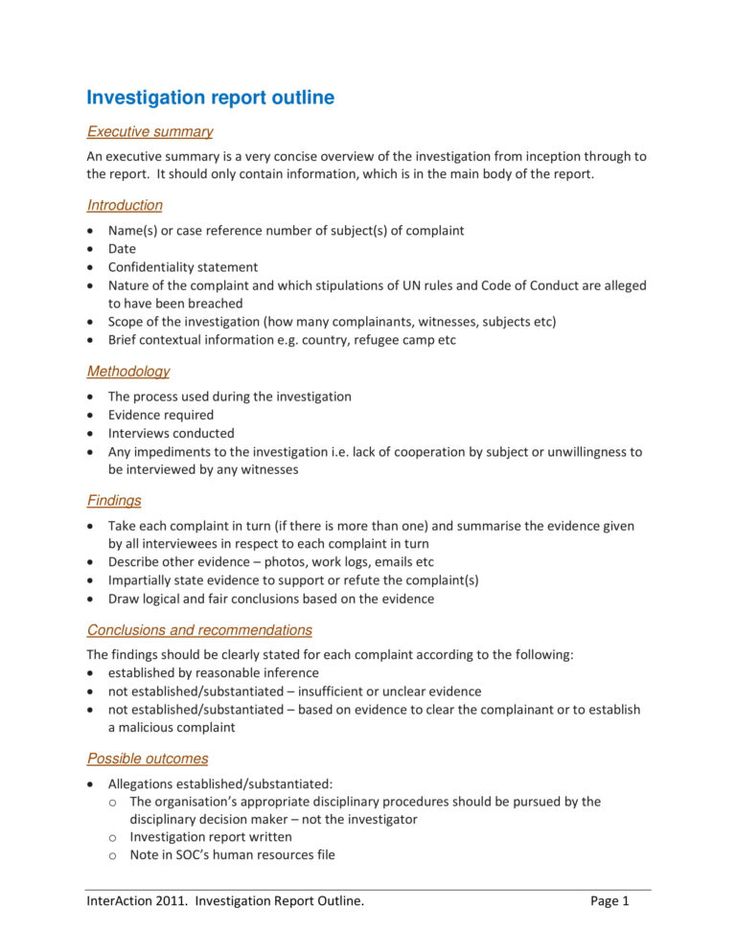 Investigation report outline
Executive summary
An executive summary is a very concise overview of the investigation from inception through to
the report.  It should only contain information, which is in the main body of the report.
Introduction
• Name(s) or case reference number of subject(s) of complaint
• Date
• Confidentiality statement
• Nature of the complaint and which stipulations of UN rules and Code of Conduct are alleged
to have been breached
• Scope of the investigation (how many complainants, witnesses, subjects etc)
• Brief contextual information e.g. country, refugee camp etc
Methodology
• The process used during the investigation
• Evidence required
• Interviews conducted
• Any impediments to the investigation i.e. lack of cooperation by subject or unwillingness to
be interviewed by any witnesses
Findings
• Take each complaint in turn (if there is more than one) and summarise the evidence given
by all interviewees in respect to each complaint in turn
• Describe other evidence – photos, work logs, emails etc
• Impartially state evidence to support or refute the complaint(s)
• Draw logical and fair conclusions based on the evidence
Conclusions and recommendations
The findings should be clearly stated for each complaint according to the following:
• established by reasonable inference
• not established/substantiated – insufficient or unclear evidence
• not established/substantiated – based on evidence to clear the complainant or to establish
a malicious complaint
Possible outcomes
• Allegations established/substantiated:
o The organisation's appropriate disciplinary procedures should be pursued by the
disciplinary decision maker – not the investigator
o Investigation report written
o Note in SOC's human resources file
InterAction 2011.  Investigation Report Outline. Page 1